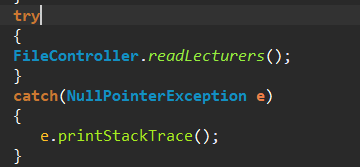 try
{
FileController.readLecturers();
}
catch(NullPointerException e)
{
e.printStackTrace();
}